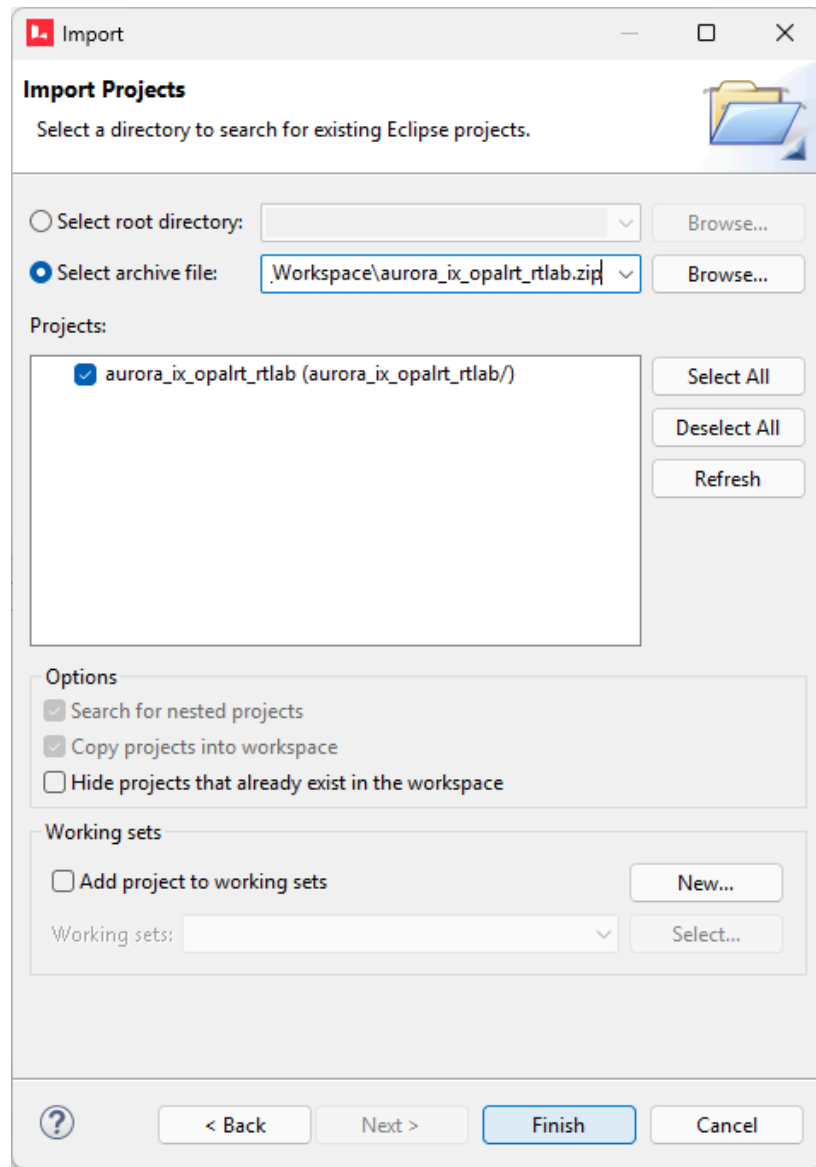 Import
Import Projects
Select a directory to search for existing Eclipse projects.
Select root directory: Browse...
Select archive file: _Workspace\aurora_ix_opalrt_rtlab.zip Browse...
Projects:
aurora_ix_opalrt_rtlab (aurora_ix_opalrt_rtlab/)
Select All
Deselect All
Refresh
Options
Search for nested projects
Copy projects into workspace
Hide projects that already exist in the workspace
Working sets
Add project to working sets New...
Working sets: Select...
? < Back Next > Finish Cancel